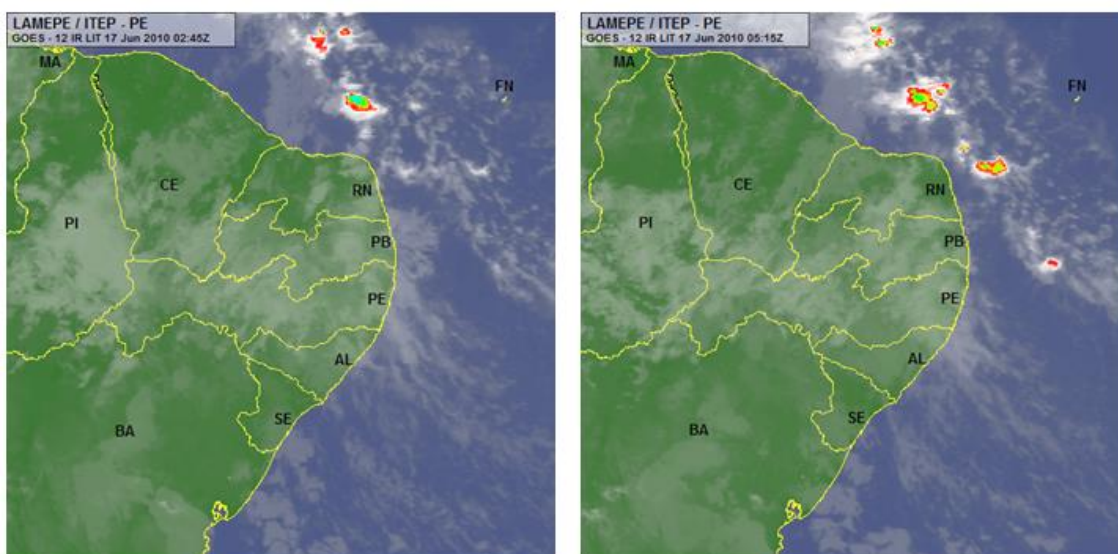 LAMEPE / ITEP - PE
GOES - 12 IR LIT 17 Jun 2010 02:45Z
MA
FN
CE
RN
PI
PB
PE
AL
SE
BA
LAMEPE / ITEP - PE
GOES - 12 IR LIT 17 Jun 2010 05:15Z
MA
FN
CE
RN
PI
PB
PE
AL
SE
BA